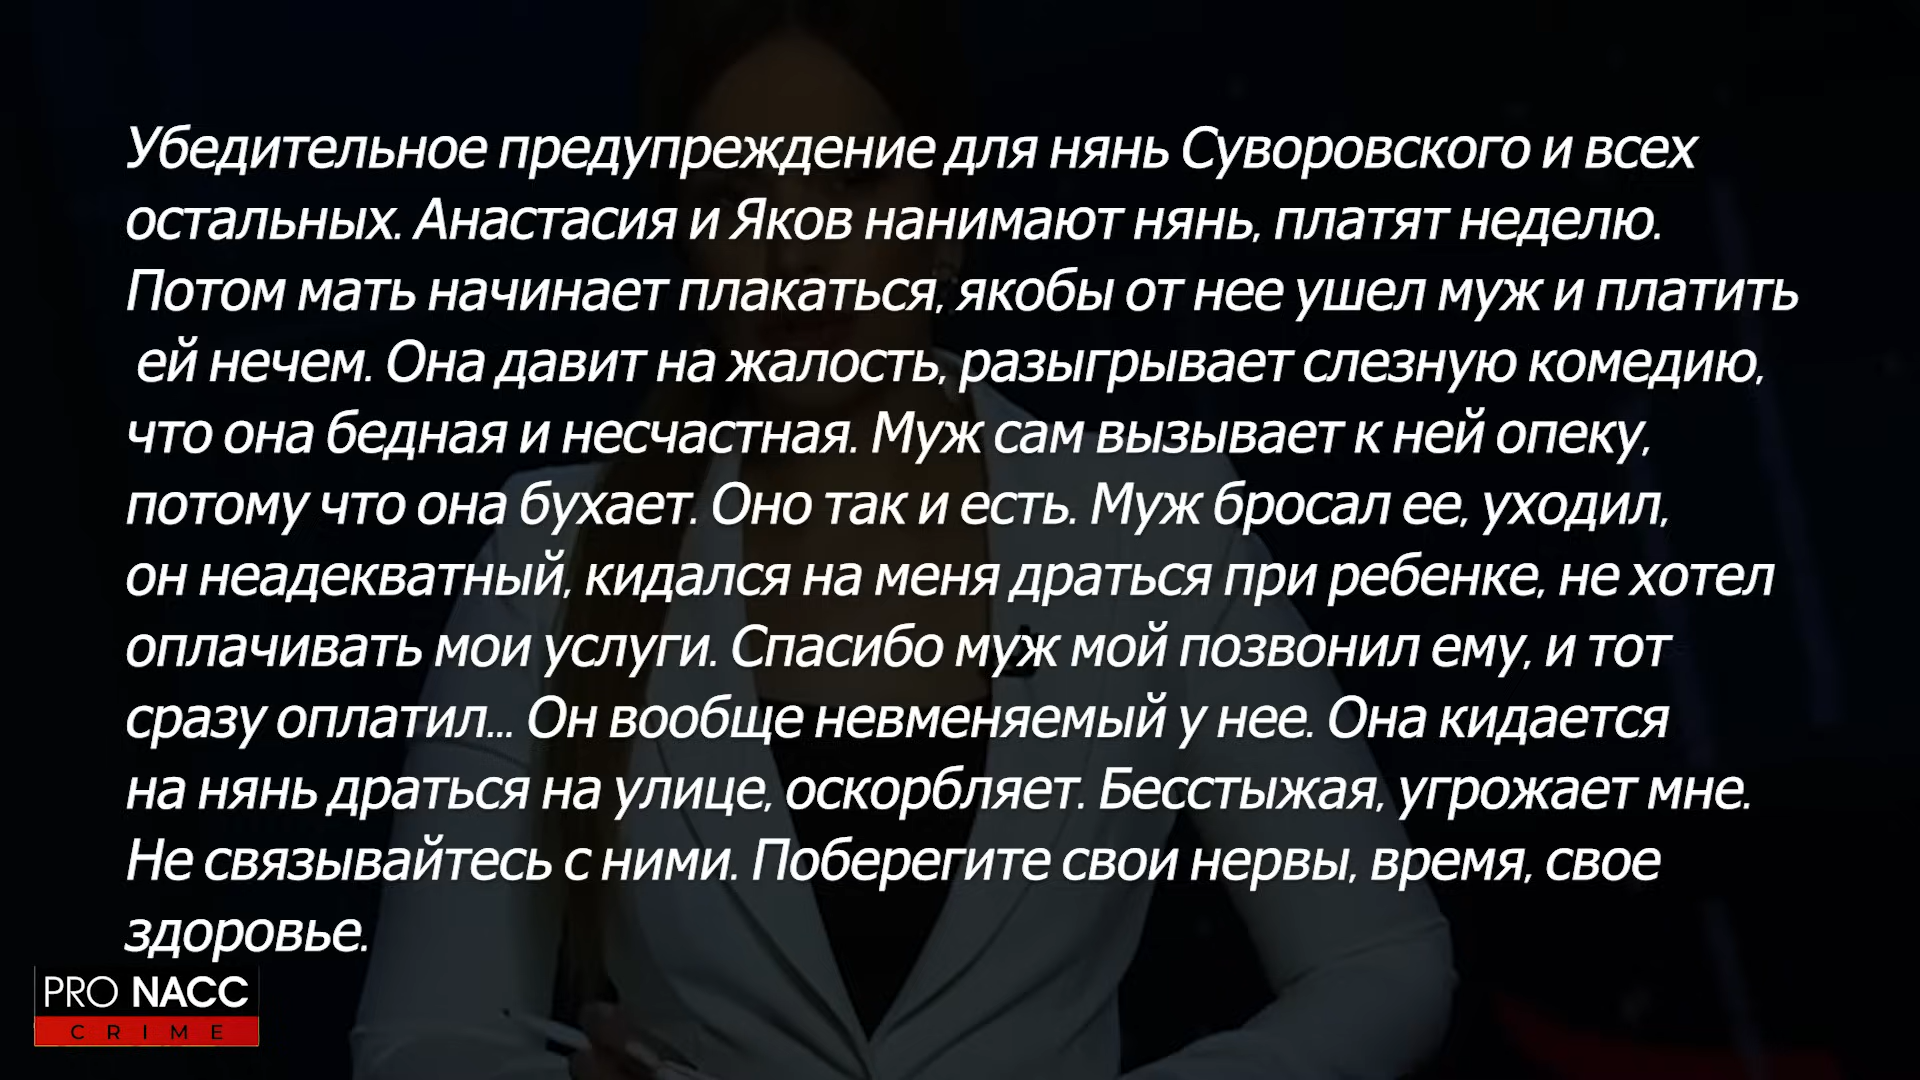 Убедительное предупреждение для нянь Суворовского и всех
остальных. Анастасия и Яков нанимают нянь, платят неделю.
Потом мать начинает плакаться, якобы от нее ушел муж и платить
ей нечем. Она давит на жалость, разыгрывает слезную комедию,
что она бедная и несчастная. Муж сам вызывает к ней опеку,
потому что она бухает. Оно так и есть. Муж бросал ее, уходил,
он неадекватный, кидался на меня драться при ребенке, не хотел
оплачивать мои услуги. Спасибо муж мой позвонил ему, и тот
сразу оплатил... Он вообще невменяемый у нее. Она кидается
на нянь драться на улице, оскорбляет. Бесстыжая, угрожает мне.
Не связывайтесь с ними. Поберегите свои нервы, время, свое
здоровье.
PRO NACC
CRIME